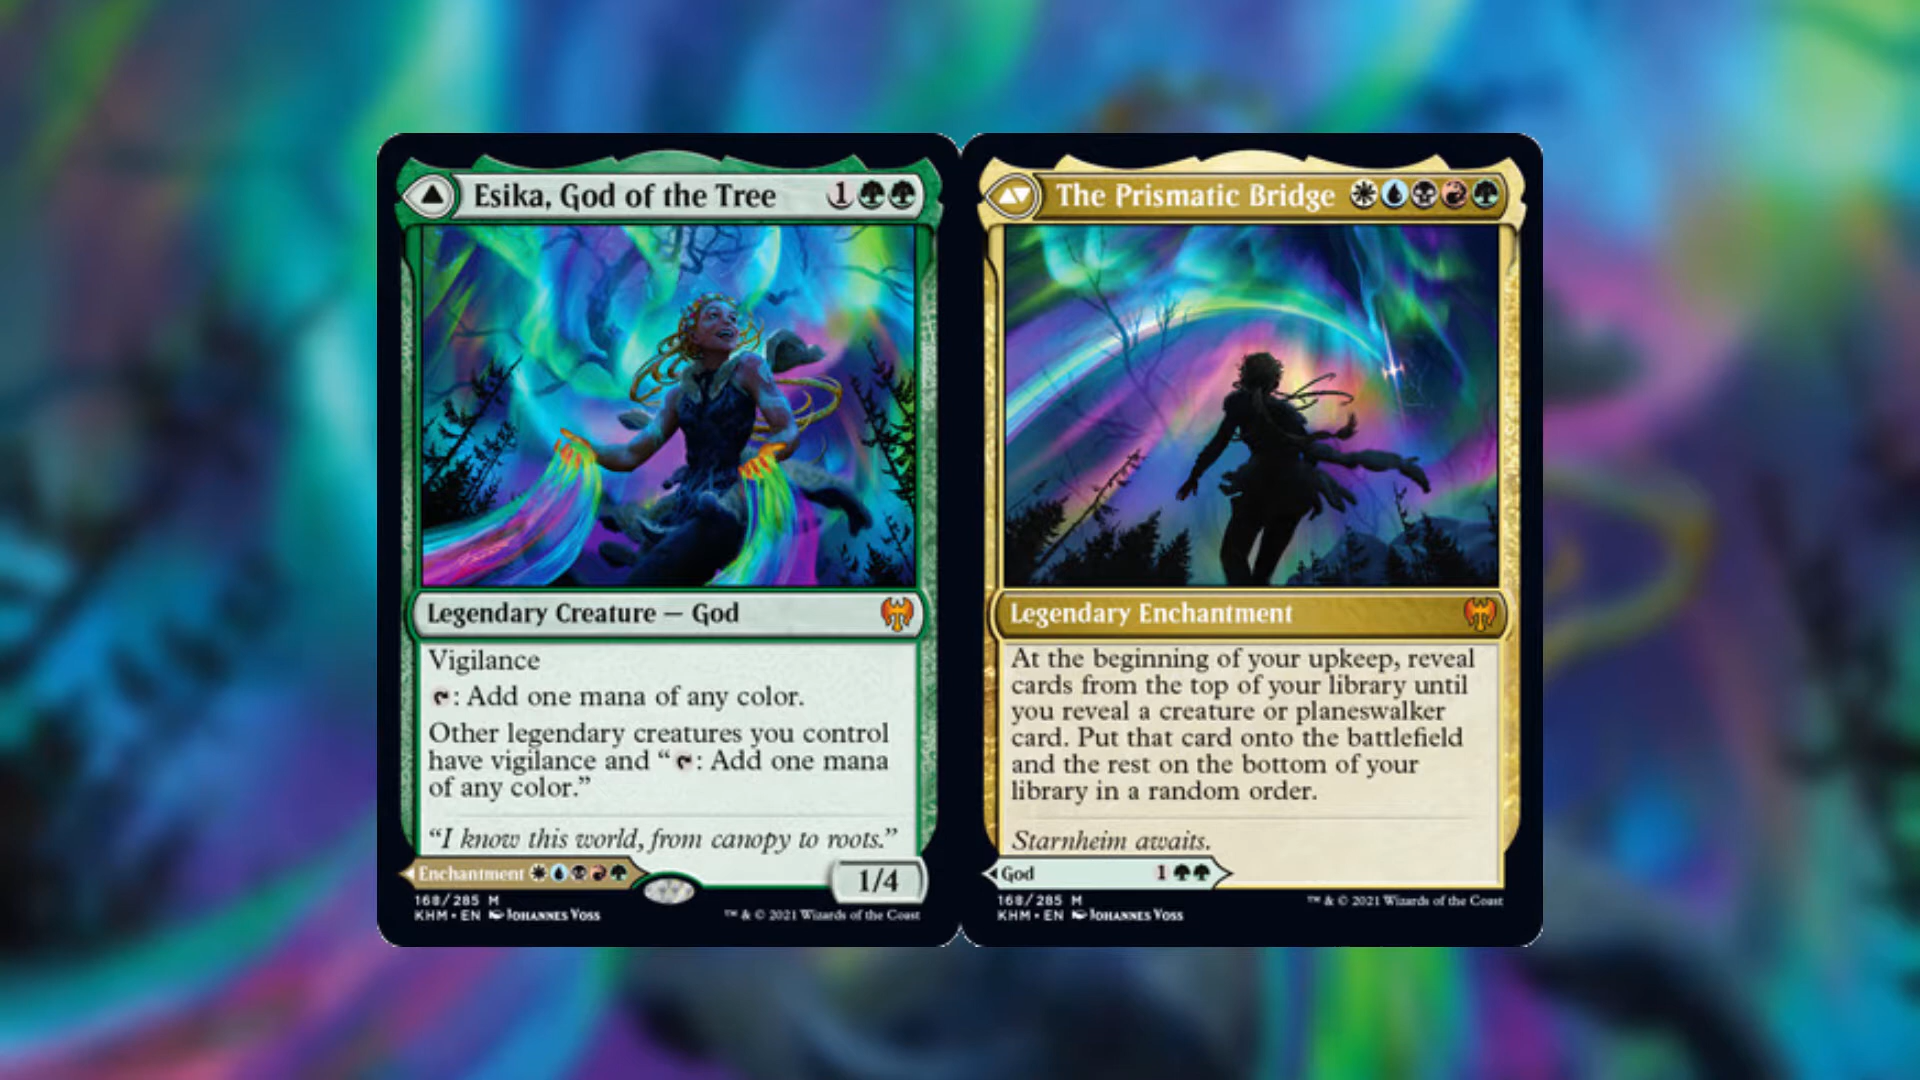 Esika, God of the Tree 1
Legendary Creature — God
Vigilance
: Add one mana of any color.
Other legendary creatures you control
have vigilance and “ : Add one mana
of any color.”
“I know this world, from canopy to roots.”
Enchantment
1/4
168/285 M
KHM • EN Johannes Voss
™ & © 2021 Wizards of the Coast
The Prismatic Bridge
Legendary Enchantment
At the beginning of your upkeep, reveal
cards from the top of your library until
you reveal a creature or planeswalker
card. Put that card onto the battlefield
and the rest on the bottom of your
library in a random order.
Starnheim awaits.
God 1
168/285 M
KHM • EN Johannes Voss
™ & © 2021 Wizards of the Coast